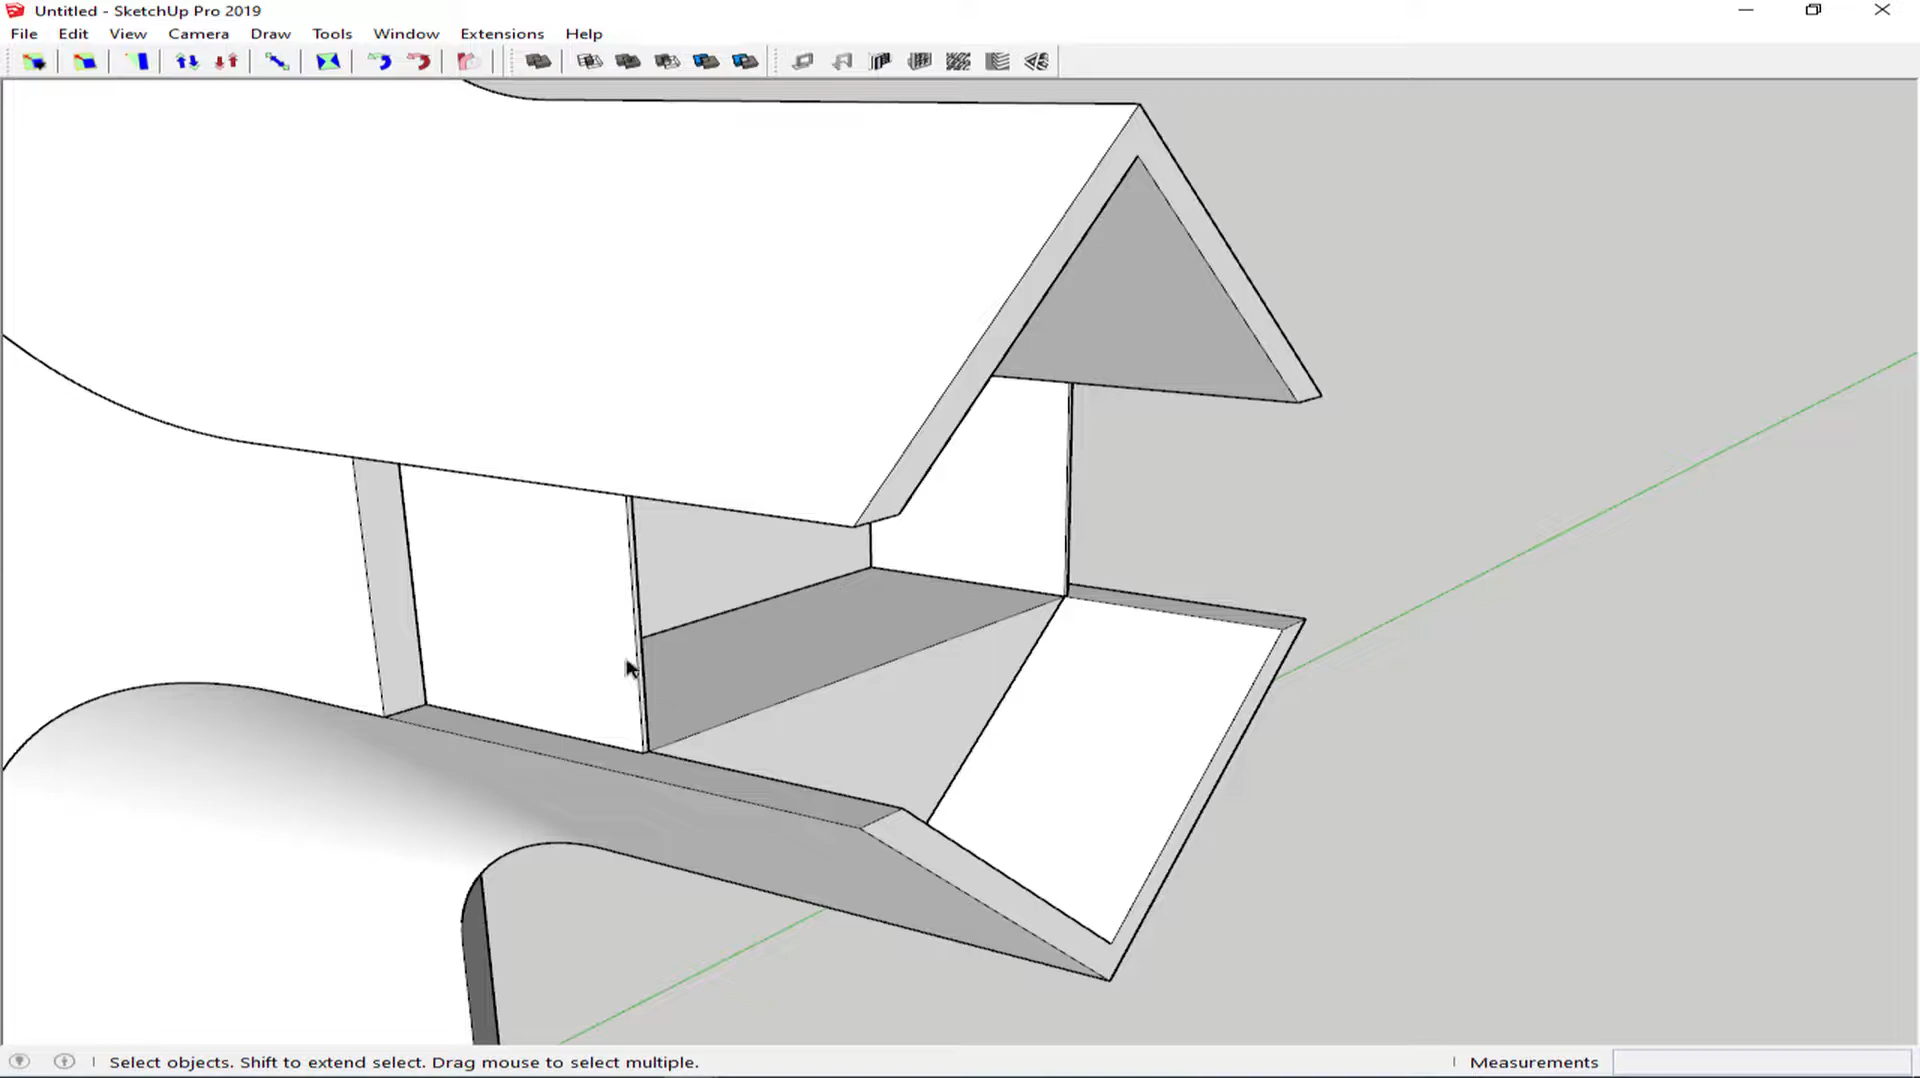 Untitled - SketchUp Pro 2019
File Edit View Camera Draw Tools Window Extensions Help
Select objects. Shift to extend select. Drag mouse to select multiple. Measurements